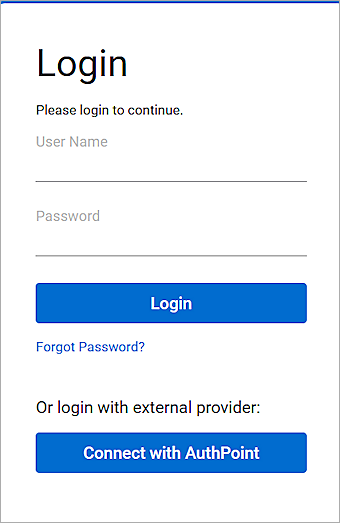 Login
Please login to continue.
User Name
Password
Login
Forgot Password?
Or login with external provider:
Connect with AuthPoint